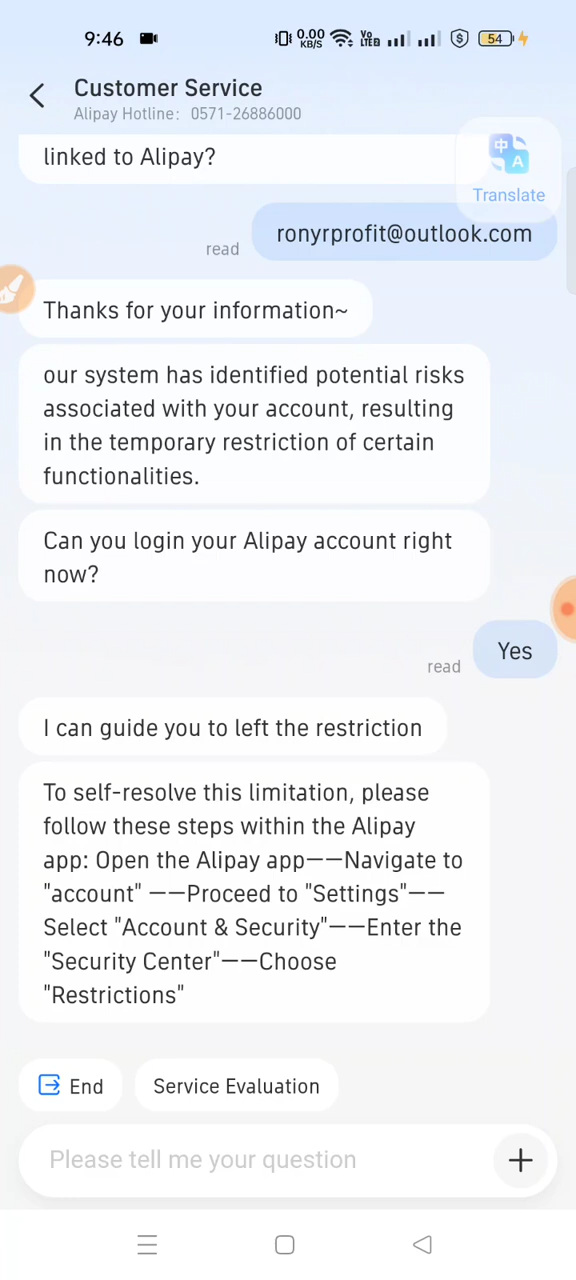 9:46
0.00
KB/S
Vo
LTE2
54
Customer Service
Alipay Hotline: 0571-26886000
linked to Alipay?
中
A
Translate
ronyrprofit@outlook.com
read
Thanks for your information~
our system has identified potential risks
associated with your account, resulting
in the temporary restriction of certain
functionalities.
Can you login your Alipay account right
now?
Yes
read
I can guide you to left the restriction
To self-resolve this limitation, please
follow these steps within the Alipay
app: Open the Alipay app——Navigate to
"account" ——Proceed to "Settings"——
Select "Account & Security"——Enter the
"Security Center"——Choose
"Restrictions"
End
Service Evaluation
Please tell me your question